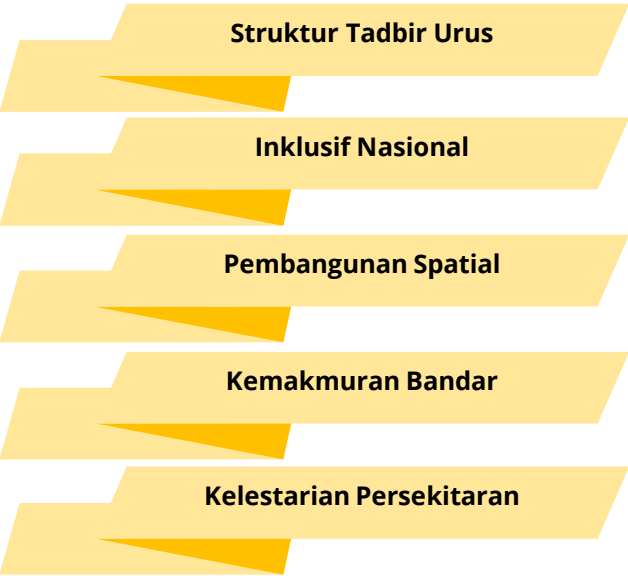 Struktur Tadbir Urus
Inklusif Nasional
Pembangunan Spatial
Kemakmuran Bandar
Kelestarian Persekitaran